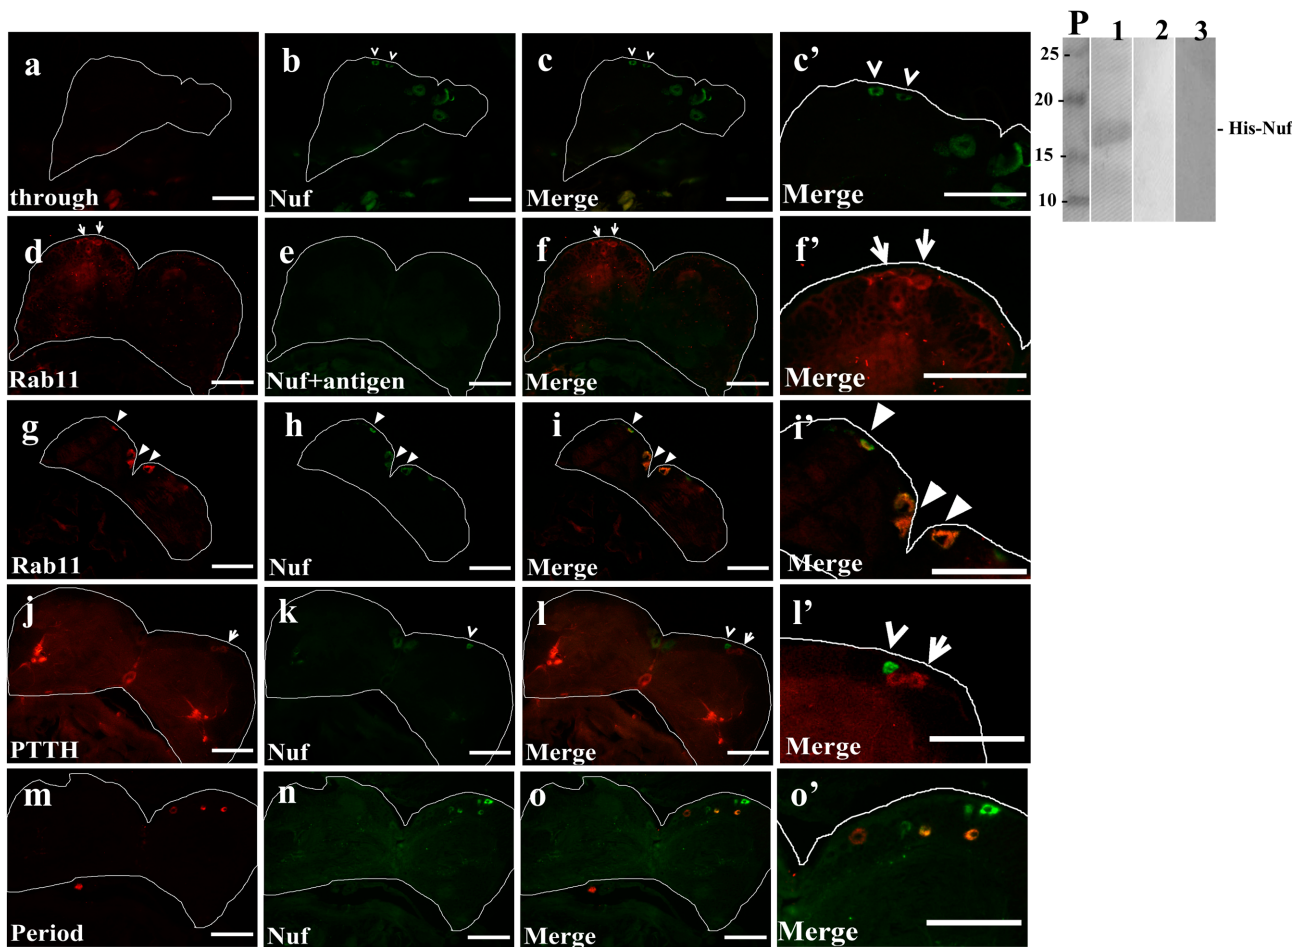 P 1 2 3
25 -
20 -
- His-Nuf
15 -
10 -
a through
b Nuf
c Merge
c' Merge
d Rab11
e Nuf+antigen
f Merge
f' Merge
g Rab11
h Nuf
i Merge
i' Merge
j PTTH
k Nuf
l Merge
l' Merge
m Period
n Nuf
o Merge
o' Merge